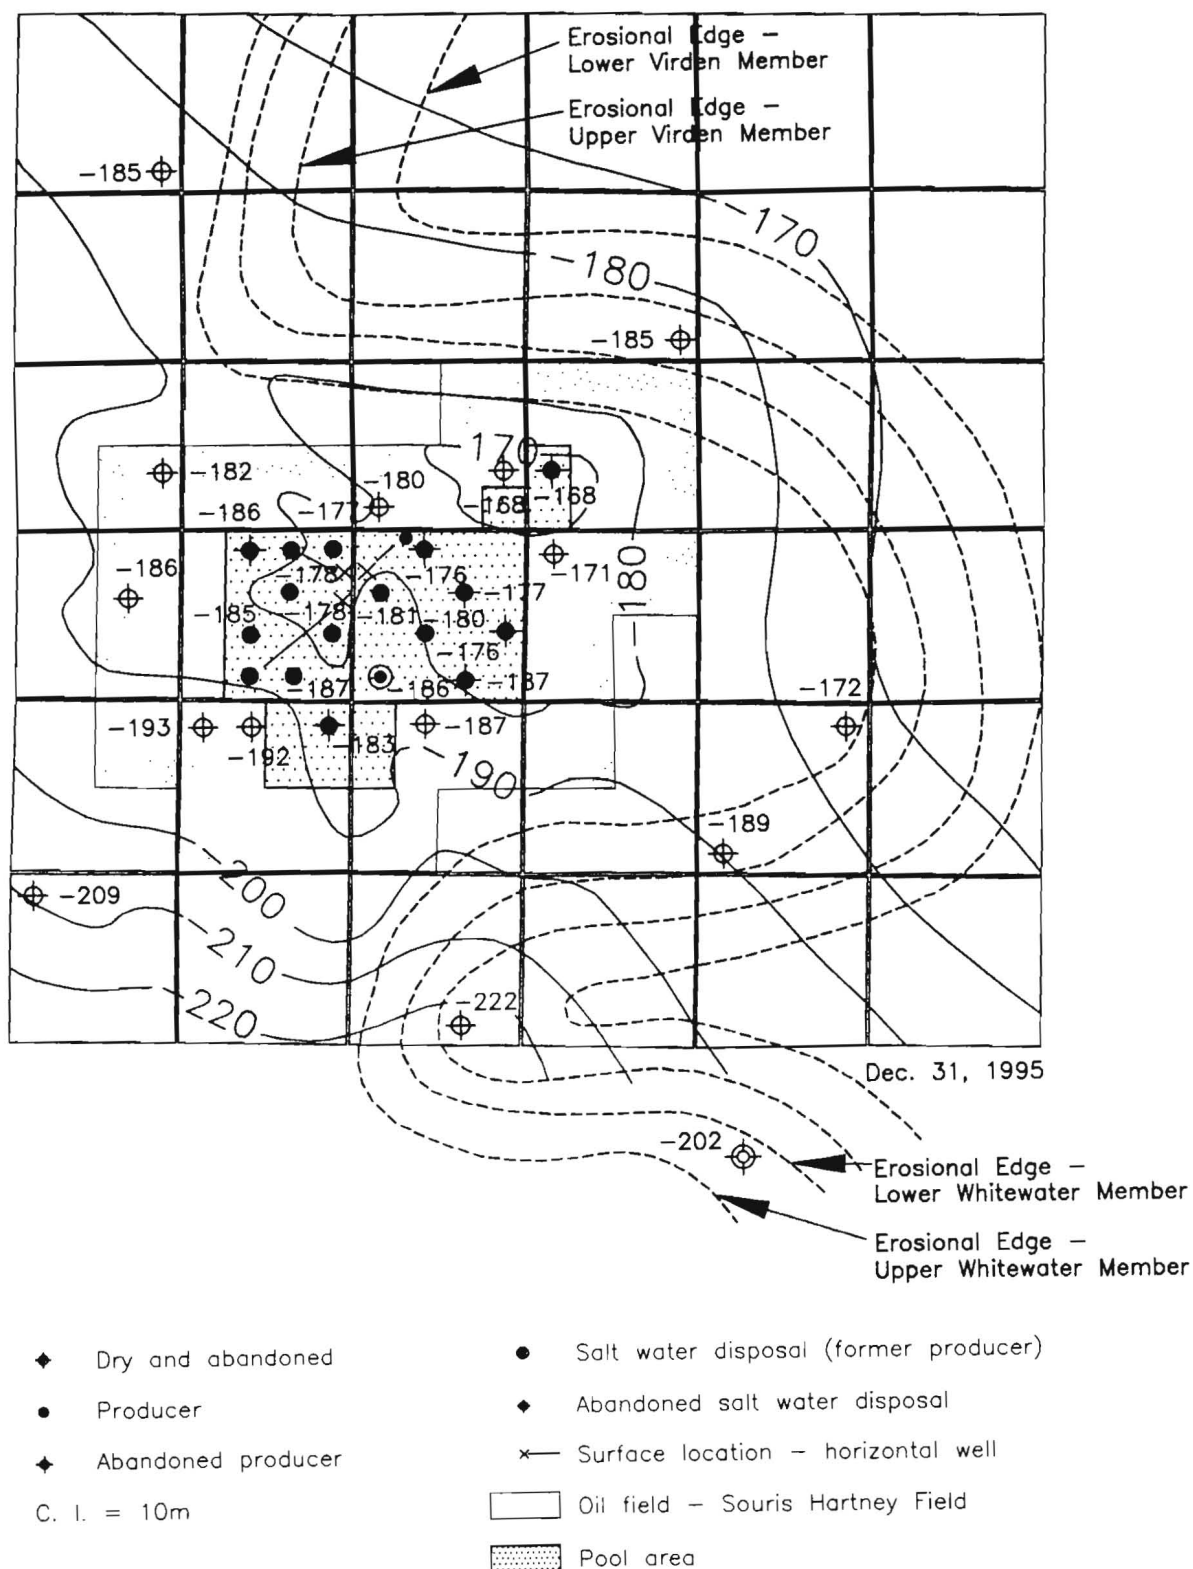 Erosional Edge –
Lower Virden Member
Erosional Edge –
Upper Virden Member
-185
-170
-180
-185
-170
-182
-180
-186
-177
-168
-168
-186
-178
-176
-171
-177
-180
-185
-178
-181
-180
-176
-187
-186
-187
-172
-193
-192
-183
-187
-190
-189
-200
-209
-210
-220
-222
Dec. 31, 1995
-202
Erosional Edge –
Lower Whitewater Member
Erosional Edge –
Upper Whitewater Member
Dry and abandoned
Producer
Abandoned producer
C. I. = 10m
Salt water disposal (former producer)
Abandoned salt water disposal
Surface location – horizontal well
Oil field – Souris Hartney Field
Pool area